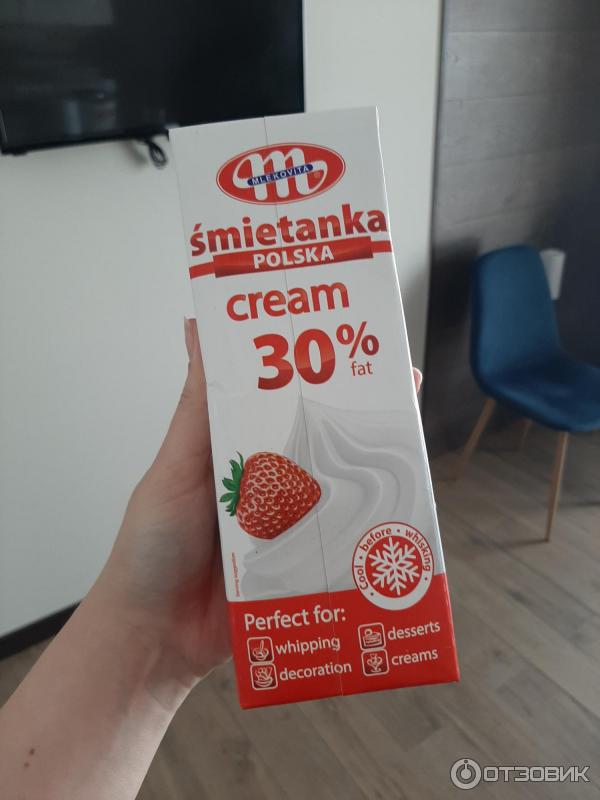 MLEKOVITA
śmietanka
POLSKA
cream
30% fat
Cool • before • whisking
Perfect for:
whipping
desserts
decoration
creams
ОТЗОВИК